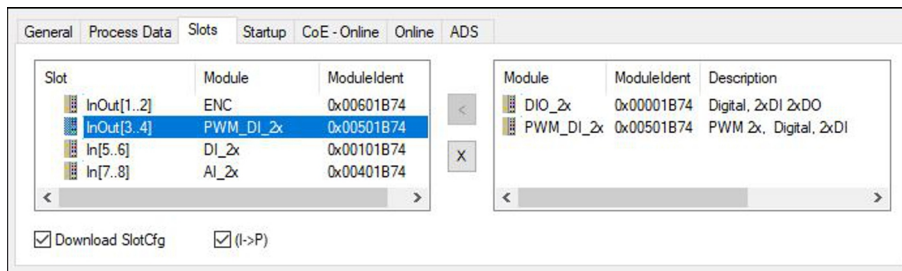 General Process Data Slots Startup CoE - Online Online ADS
Slot Module ModuleIdent
InOut[1..2] ENC 0x00601B74
InOut[3..4] PWM_DI_2x 0x00501B74
In[5..6] DI_2x 0x00101B74
In[7..8] AI_2x 0x00401B74
<
X
Module ModuleIdent Description
DIO_2x 0x00001B74 Digital, 2xDI 2xDO
PWM_DI_2x 0x00501B74 PWM 2x, Digital, 2xDI
Download SlotCfg (I->P)